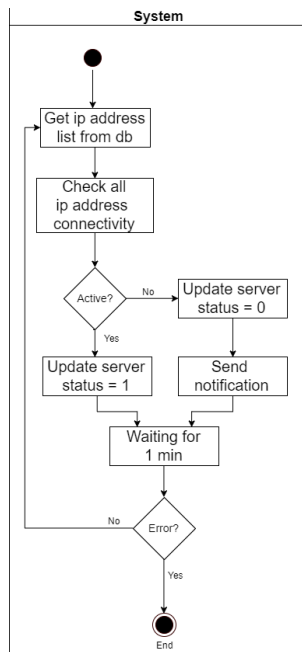 System
Get ip address
list from db
Check all
ip address
connectivity
Active?
No
Update server
status = 0
Yes
Update server
status = 1
Send
notification
Waiting for
1 min
Error?
No
Yes
End